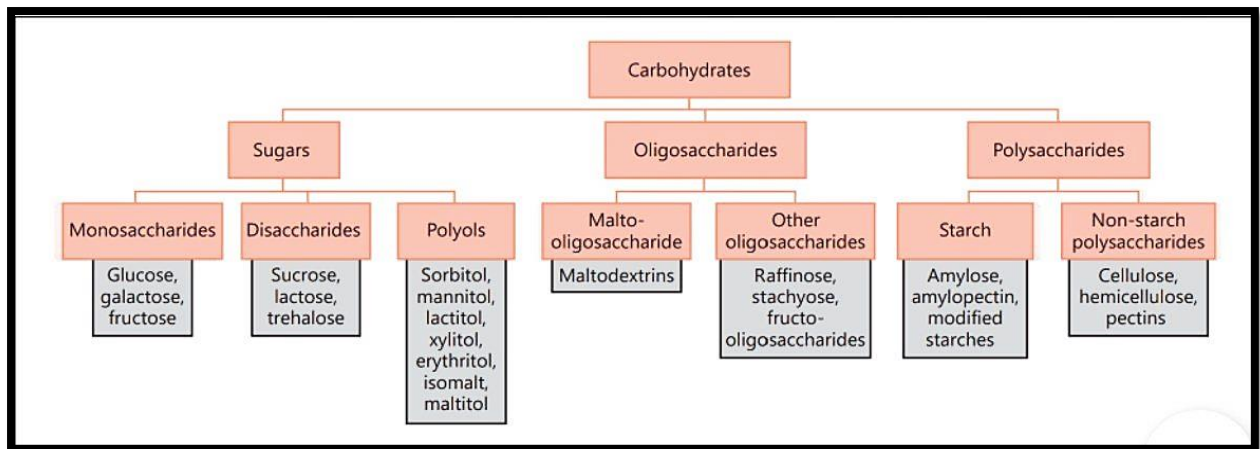 Carbohydrates
Sugars
Oligosaccharides
Polysaccharides
Monosaccharides
Glucose,
galactose,
fructose
Disaccharides
Sucrose,
lactose,
trehalose
Polyols
Sorbitol,
mannitol,
lactitol,
xylitol,
erythritol,
isomalt,
maltitol
Malto-
oligosaccharide
Maltodextrins
Other
oligosaccharides
Raffinose,
stachyose,
fructo-
oligosaccharides
Starch
Amylose,
amylopectin,
modified
starches
Non-starch
polysaccharides
Cellulose,
hemicellulose,
pectins